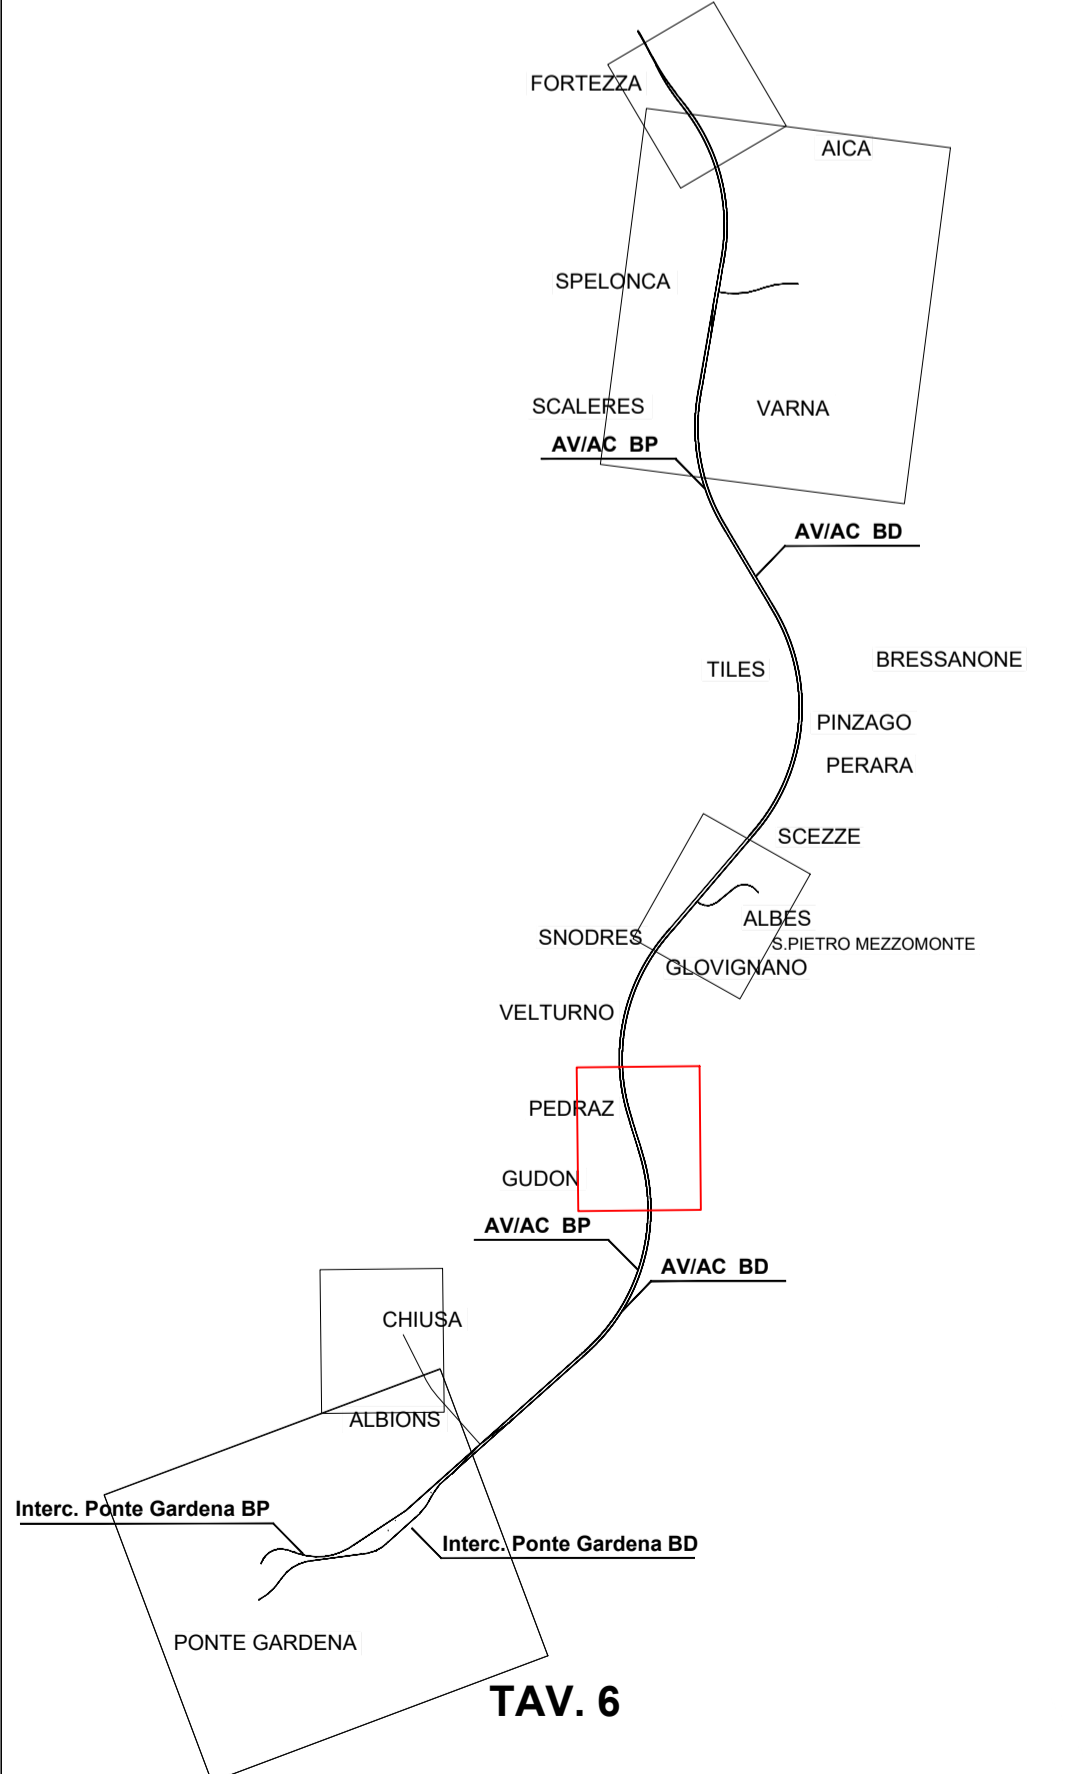 FORTEZZA
AICA
SPELONCA
SCALERES
VARNA
AV/AC BP
AV/AC BD
BRESSANONE
TILES
PINZAGO
PERARA
SCEZZE
ALBES
SNODRES
S.PIETRO MEZZOMONTE
GLOVIGNANO
VELTURNO
PEDRAZ
GUDON
AV/AC BP
AV/AC BD
CHIUSA
ALBIONS
Interc. Ponte Gardena BP
Interc. Ponte Gardena BD
PONTE GARDENA
TAV. 6